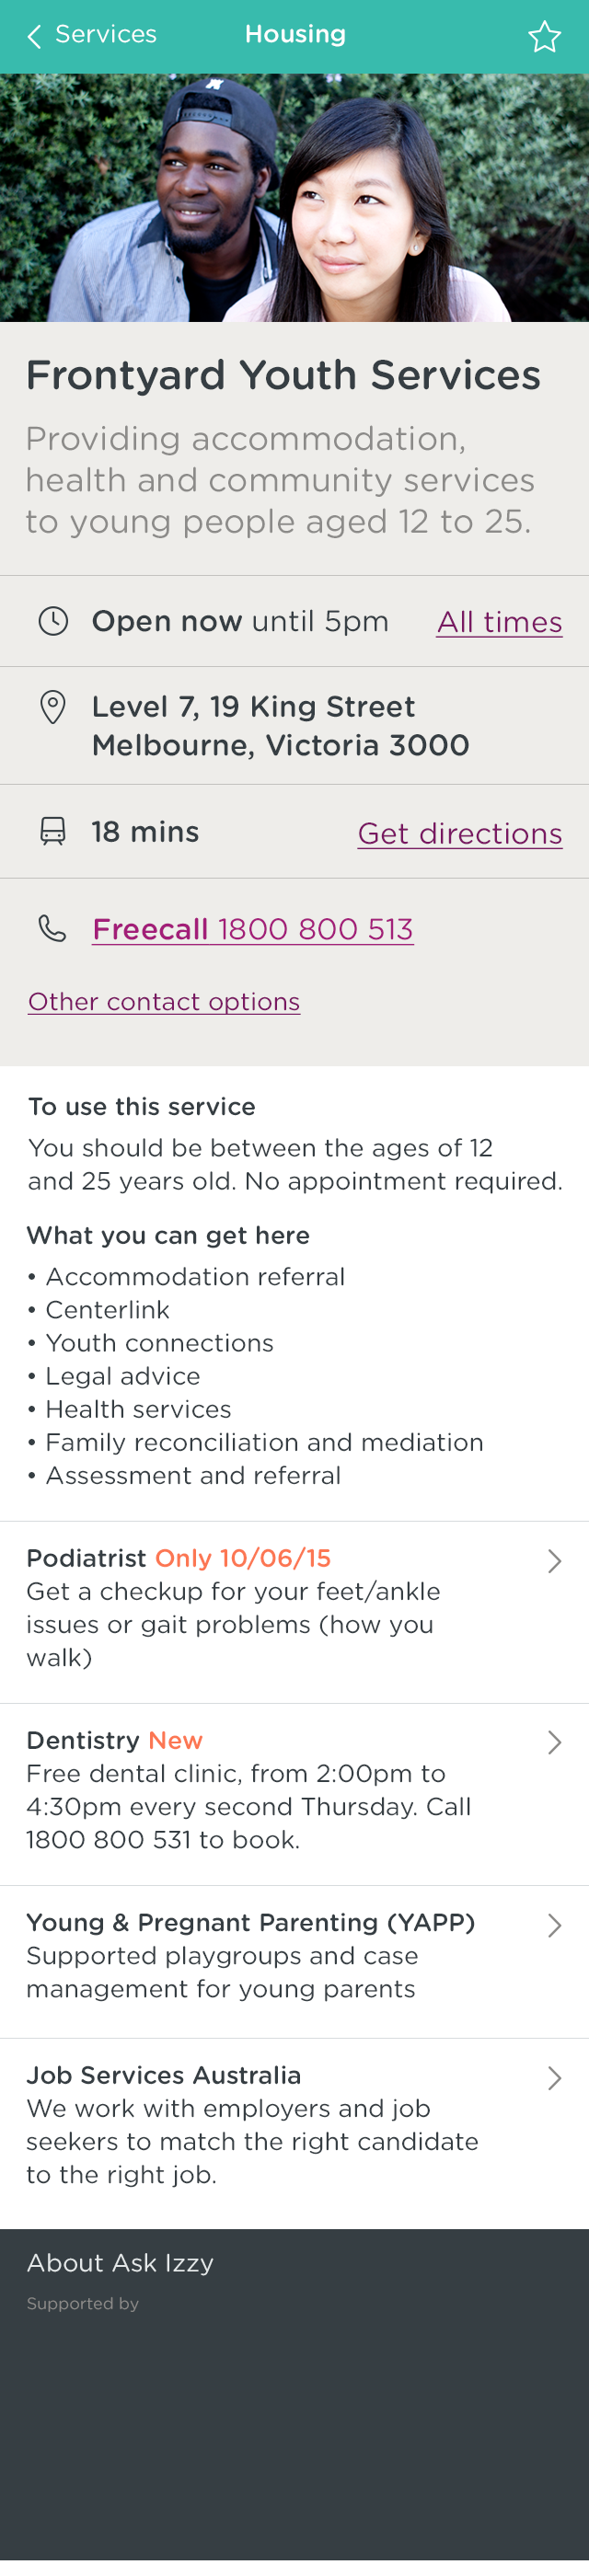 Services
Housing
Frontyard Youth Services
Providing accommodation,
health and community services
to young people aged 12 to 25.
Open now until 5pm
All times
Level 7, 19 King Street
Melbourne, Victoria 3000
18 mins
Get directions
Freecall 1800 800 513
Other contact options
To use this service
You should be between the ages of 12
and 25 years old. No appointment required.
What you can get here
• Accommodation referral
• Centerlink
• Youth connections
• Legal advice
• Health services
• Family reconciliation and mediation
• Assessment and referral
Podiatrist Only 10/06/15
Get a checkup for your feet/ankle
issues or gait problems (how you
walk)
Dentistry New
Free dental clinic, from 2:00pm to
4:30pm every second Thursday. Call
1800 800 531 to book.
Young & Pregnant Parenting (YAPP)
Supported playgroups and case
management for young parents
Job Services Australia
We work with employers and job
seekers to match the right candidate
to the right job.
About Ask Izzy
Supported by